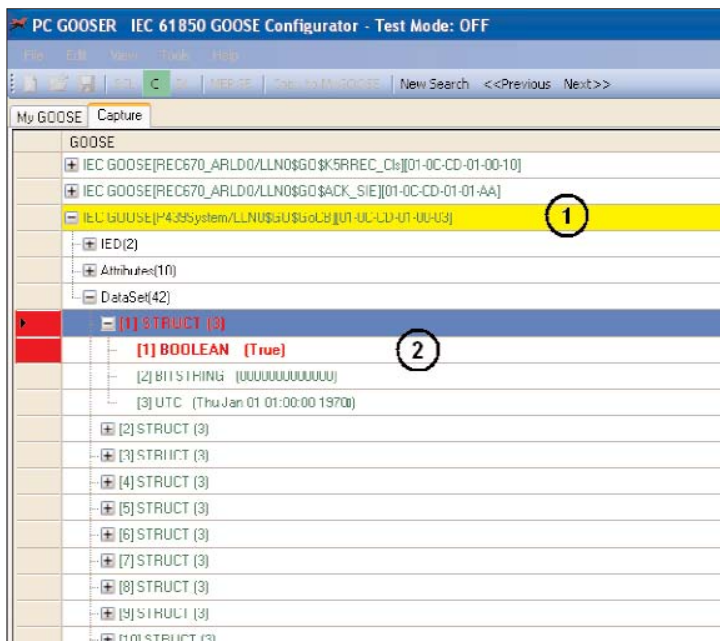 PC GOOSER IEC 61850 GOOSE Configurator - Test Mode: OFF
File Edit View Tools Help
SCL C MERGE Copy to MyGOOSE New Search <<Previous Next>>
My GOOSE Capture
GOOSE
IEC GOOSE[REC670_ARLD0/LLN0$GO$K5RREC_Cls][01-0C-CD-01-00-10]
IEC GOOSE[REC670_ARLD0/LLN0$GO$ACK_SIE][01-0C-CD-01-01-AA]
IEC GOOSE[P439System/LLN0$GO$GoCB][01-0C-CD-01-00-03]
1
IED(2)
Attributes(10)
DataSet(42)
[1] STRUCT (3)
[1] BOOLEAN (True)
2
[2] BITSTRING (0000000000000)
[3] UTC (Thu Jan 01 01:00:00 1970)
[2] STRUCT (3)
[3] STRUCT (3)
[4] STRUCT (3)
[5] STRUCT (3)
[6] STRUCT (3)
[7] STRUCT (3)
[8] STRUCT (3)
[9] STRUCT (3)
[10] STRUCT (3)